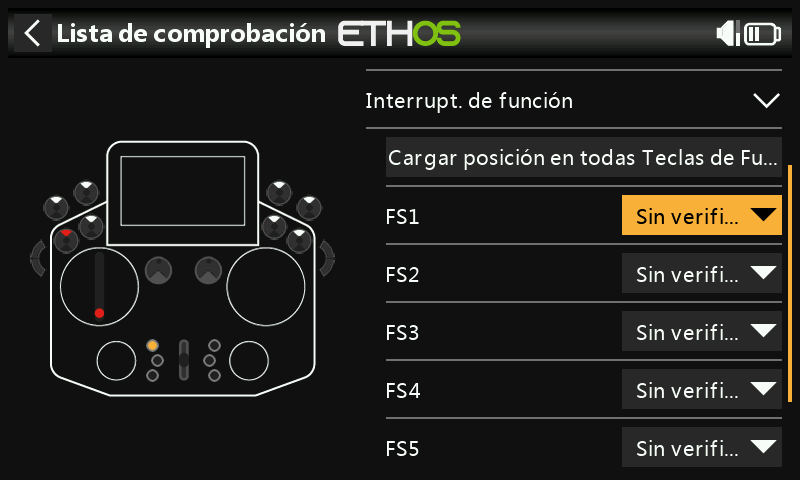 Lista de comprobación ETHOS
Interrupt. de función
Cargar posición en todas Teclas de Fu...
FS1 Sin verifi...
FS2 Sin verifi...
FS3 Sin verifi...
FS4 Sin verifi...
FS5 Sin verifi...